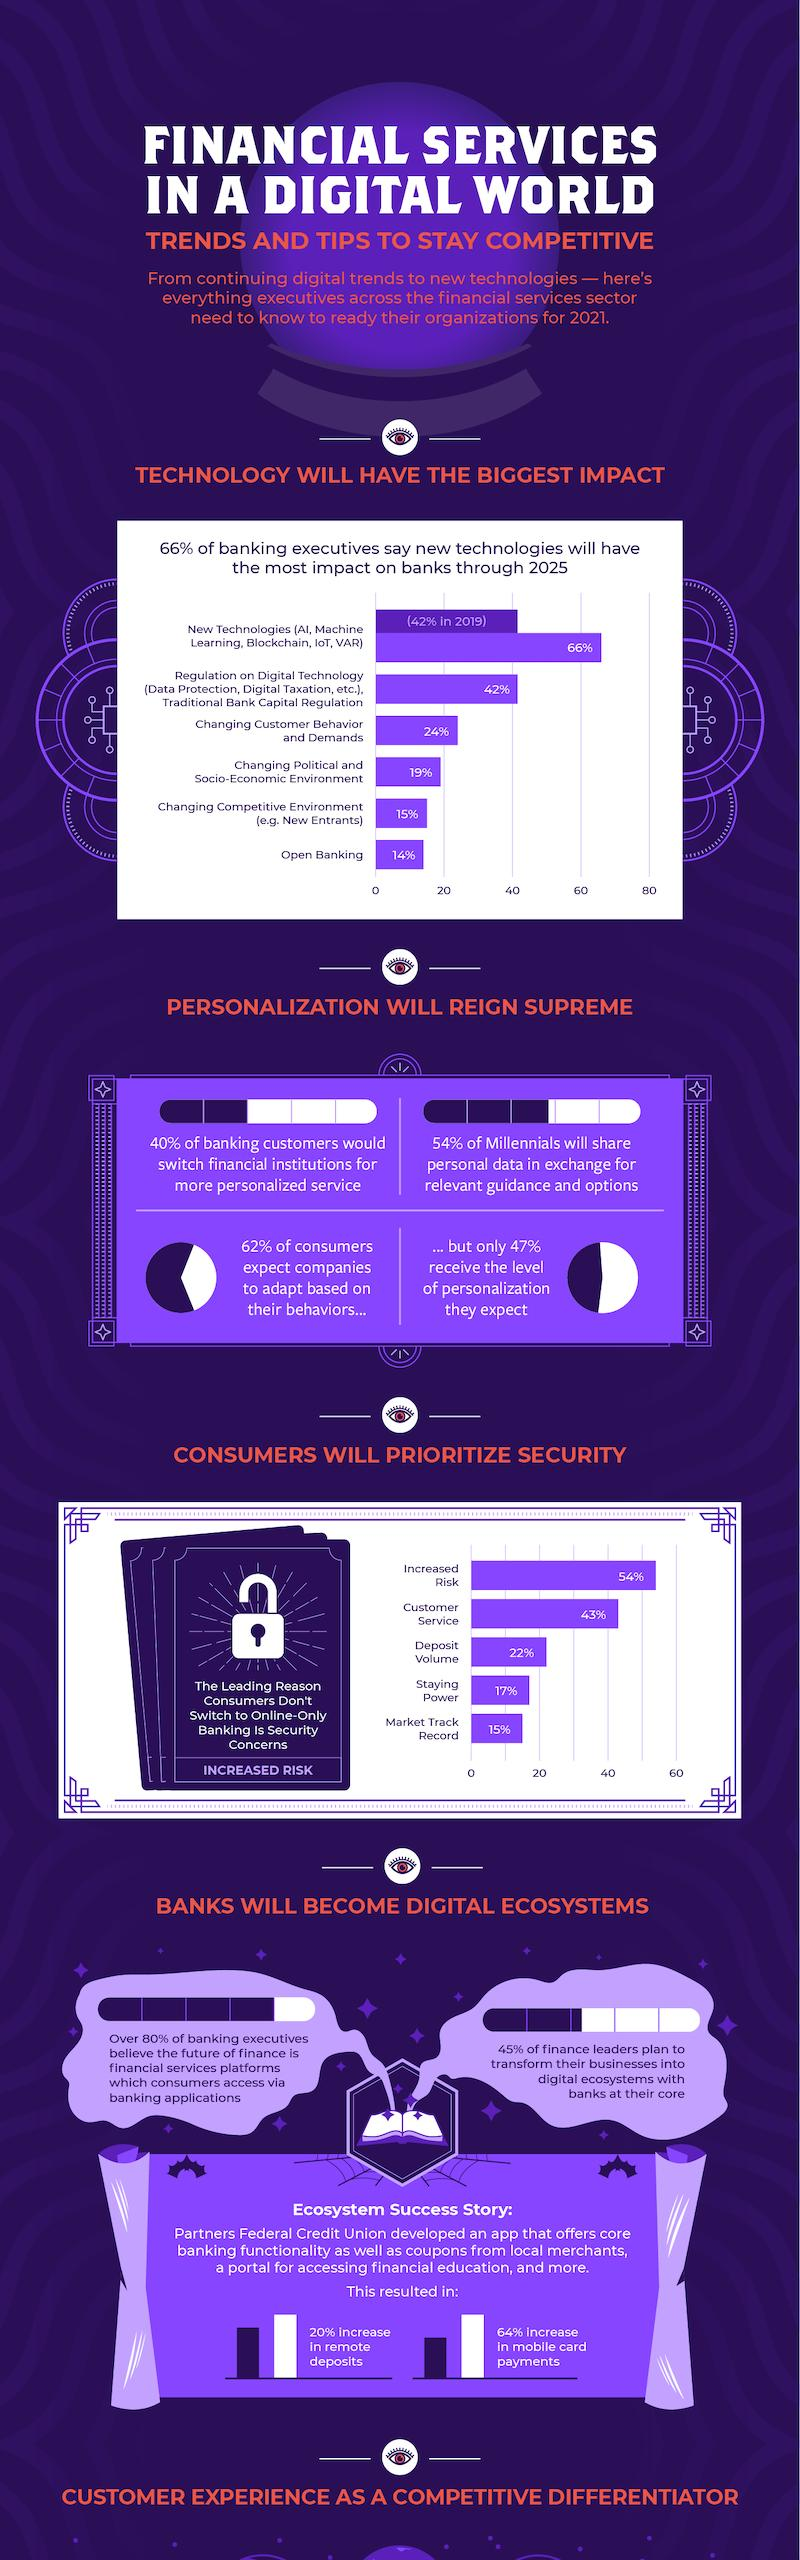 FINANCIAL SERVICES
IN A DIGITAL WORLD
TRENDS AND TIPS TO STAY COMPETITIVE
From continuing digital trends to new technologies — here's
everything executives across the financial services sector
need to know to ready their organizations for 2021.
TECHNOLOGY WILL HAVE THE BIGGEST IMPACT
66% of banking executives say new technologies will have
the most impact on banks through 2025
New Technologies (AI, Machine
Learning, Blockchain, IoT, VAR)
(42% in 2019)
66%
Regulation on Digital Technology
(Data Protection, Digital Taxation, etc.),
Traditional Bank Capital Regulation
42%
Changing Customer Behavior
and Demands
24%
Changing Political and
Socio-Economic Environment
19%
Changing Competitive Environment
(e.g. New Entrants)
15%
Open Banking
14%
0 20 40 60 80
PERSONALIZATION WILL REIGN SUPREME
40% of banking customers would
switch financial institutions for
more personalized service
54% of Millennials will share
personal data in exchange for
relevant guidance and options
62% of consumers
expect companies
to adapt based on
their behaviors...
... but only 47%
receive the level
of personalization
they expect
CONSUMERS WILL PRIORITIZE SECURITY
The Leading Reason
Consumers Don't
Switch to Online-Only
Banking Is Security
Concerns
INCREASED RISK
Increased
Risk
54%
Customer
Service
43%
Deposit
Volume
22%
Staying
Power
17%
Market Track
Record
15%
0 20 40 60
BANKS WILL BECOME DIGITAL ECOSYSTEMS
Over 80% of banking executives
believe the future of finance is
financial services platforms
which consumers access via
banking applications
45% of finance leaders plan to
transform their businesses into
digital ecosystems with
banks at their core
Ecosystem Success Story:
Partners Federal Credit Union developed an app that offers core
banking functionality as well as coupons from local merchants,
a portal for accessing financial education, and more.
This resulted in:
20% increase
in remote
deposits
64% increase
in mobile card
payments
CUSTOMER EXPERIENCE AS A COMPETITIVE DIFFERENTIATOR